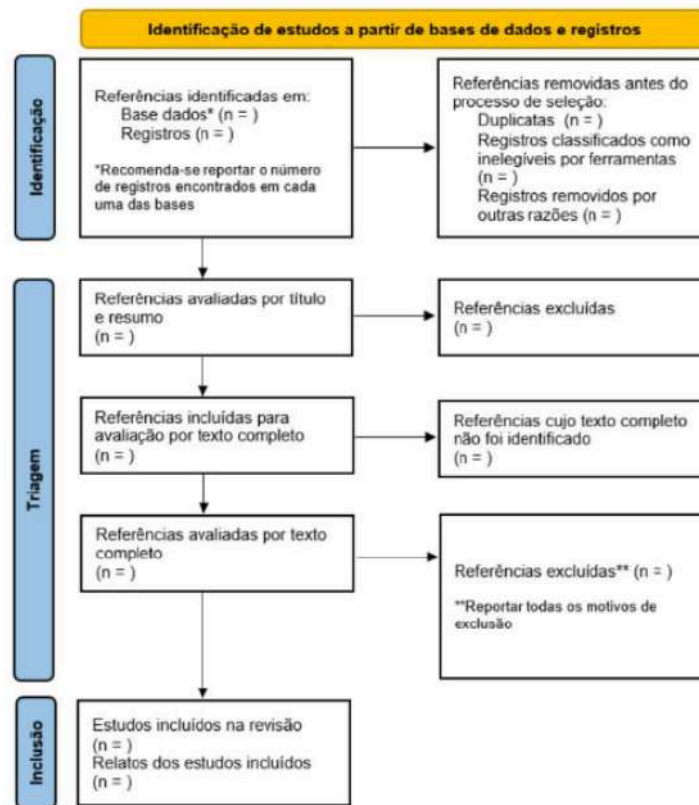 Identificação de estudos a partir de bases de dados e registros
Identificação
Referências identificadas em:
Base dados* (n = )
Registros (n = )
*Recomenda-se reportar o número
de registros encontrados em cada
uma das bases
Referências removidas antes do
processo de seleção:
Duplicatas (n = )
Registros classificados como
inelegíveis por ferramentas
(n = )
Registros removidos por
outras razões (n = )
Triagem
Referências avaliadas por título
e resumo
(n = )
Referências excluídas
(n = )
Referências incluídas para
avaliação por texto completo
(n = )
Referências cujo texto completo
não foi identificado
(n = )
Referências avaliadas por texto
completo
(n = )
Referências excluídas** (n = )
**Reportar todas os motivos de
exclusão
Inclusão
Estudos incluídos na revisão
(n = )
Relatos dos estudos incluídos
(n = )